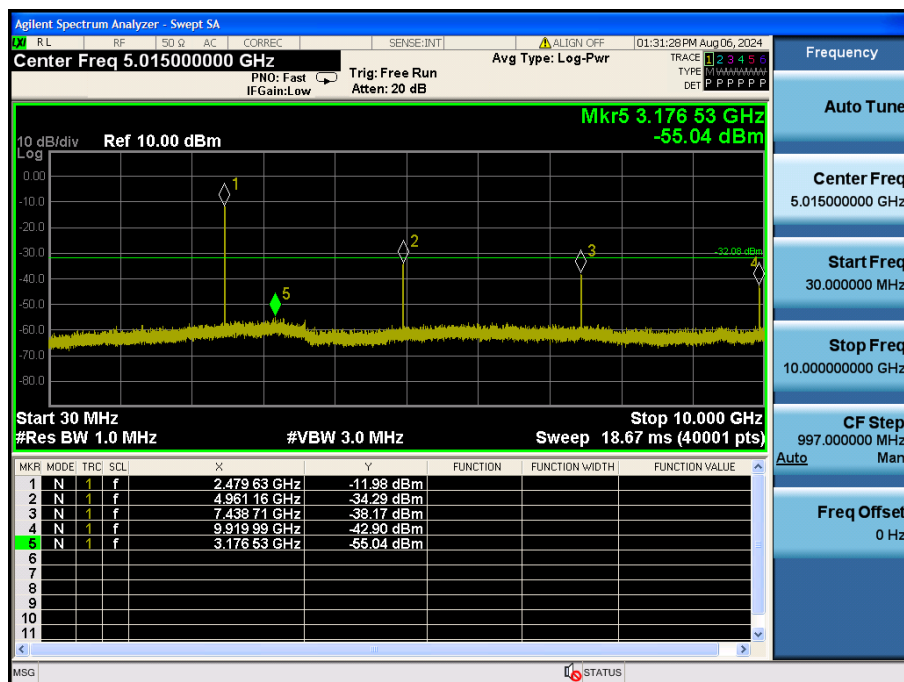 Agilent Spectrum Analyzer - Swept SA
LXI RL RF 50 Ω AC CORREC SENSE:INT ALIGN OFF 01:31:28 PM Aug 06, 2024
Center Freq 5.015000000 GHz
PNO: Fast
IFGain:Low
Trig: Free Run
Atten: 20 dB
Avg Type: Log-Pwr
TRACE 1 2 3 4 5 6
TYPE M W W W W W
DET P P P P P P
Mkr5 3.176 53 GHz
-55.04 dBm
10 dB/div Ref 10.00 dBm
Log
0.00
-10.0
-20.0
-30.0
-40.0
-50.0
-60.0
-70.0
-80.0
1
2
3
4
5
-32.08 dBm
Start 30 MHz Stop 10.000 GHz
#Res BW 1.0 MHz #VBW 3.0 MHz Sweep 18.67 ms (40001 pts)
MKR MODE TRC SCL X Y FUNCTION FUNCTION WIDTH FUNCTION VALUE
1 N 1 f 2.479 63 GHz -11.98 dBm
2 N 1 f 4.961 16 GHz -34.29 dBm
3 N 1 f 7.438 71 GHz -38.17 dBm
4 N 1 f 9.919 99 GHz -42.90 dBm
5 N 1 f 3.176 53 GHz -55.04 dBm
6
7
8
9
10
11
MSG STATUS
Frequency
Auto Tune
Center Freq
5.015000000 GHz
Start Freq
30.000000 MHz
Stop Freq
10.000000000 GHz
CF Step
997.000000 MHz
Auto Man
Freq Offset
0 Hz